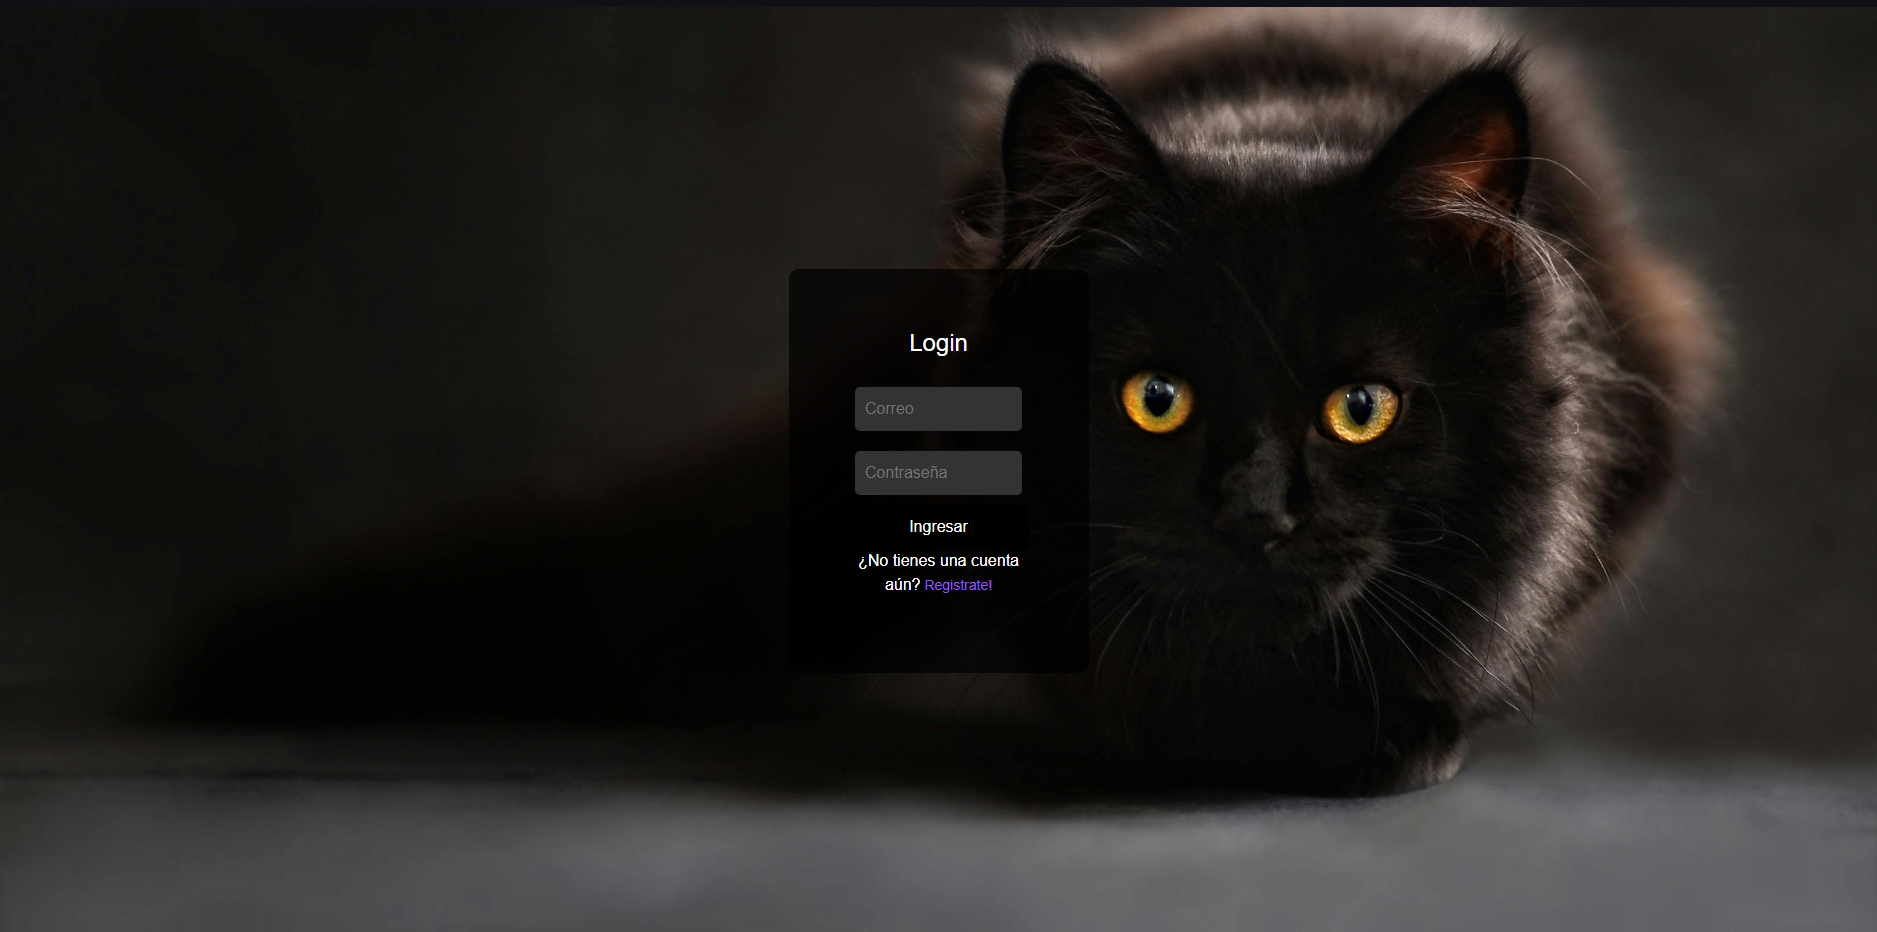 Login
Correo
Contraseña
Ingresar
¿No tienes una cuenta
aún? Registrate!